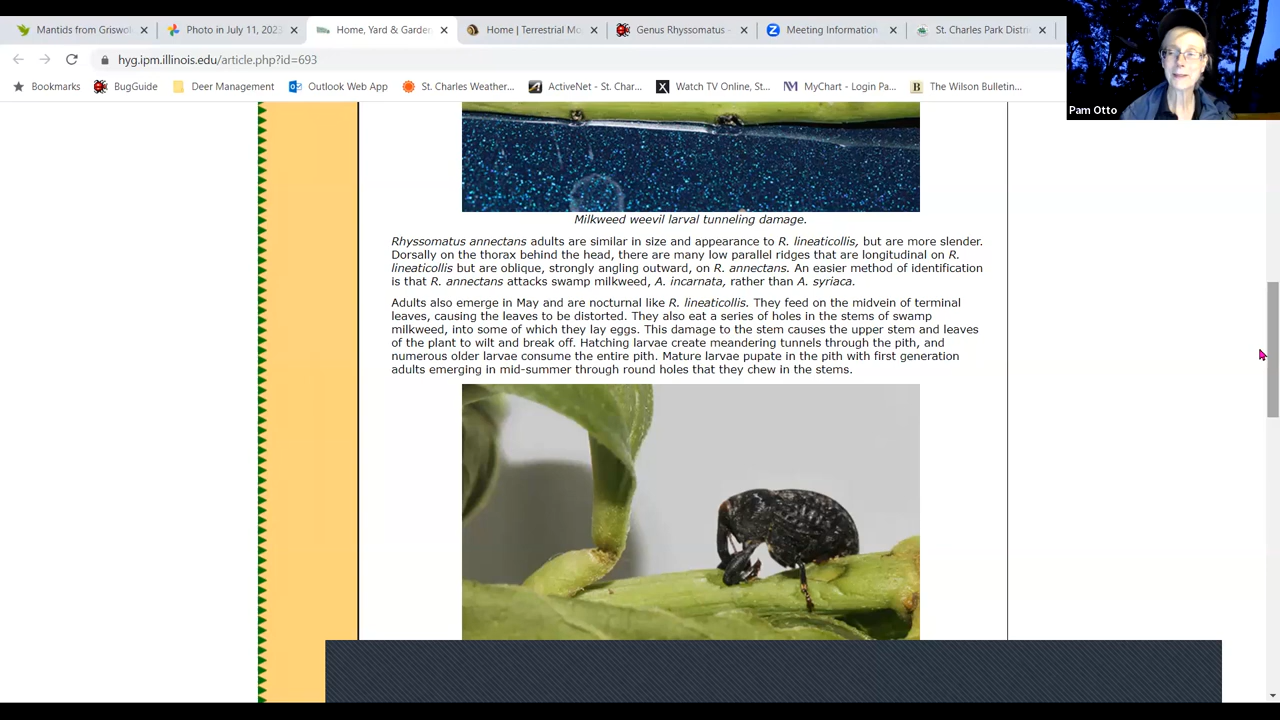 Mantids from Griswol
Photo in July 11, 2023
Home, Yard & Garden
Home | Terrestrial Mo
Genus Rhyssomatus -
Meeting Information
St. Charles Park Distri
hyg.ipm.illinois.edu/article.php?id=693
Bookmarks
BugGuide
Deer Management
Outlook Web App
St. Charles Weather...
ActiveNet - St. Char...
Watch TV Online, St...
MyChart - Login Pa...
The Wilson Bulletin...
Pam Otto
Milkweed weevil larval tunneling damage.
Rhyssomatus annectans adults are similar in size and appearance to R. lineaticollis, but are more slender.
Dorsally on the thorax behind the head, there are many low parallel ridges that are longitudinal on R.
lineaticollis but are oblique, strongly angling outward, on R. annectans. An easier method of identification
is that R. annectans attacks swamp milkweed, A. incarnata, rather than A. syriaca.
Adults also emerge in May and are nocturnal like R. lineaticollis. They feed on the midvein of terminal
leaves, causing the leaves to be distorted. They also eat a series of holes in the stems of swamp
milkweed, into some of which they lay eggs. This damage to the stem causes the upper stem and leaves
of the plant to wilt and break off. Hatching larvae create meandering tunnels through the pith, and
numerous older larvae consume the entire pith. Mature larvae pupate in the pith with first generation
adults emerging in mid-summer through round holes that they chew in the stems.